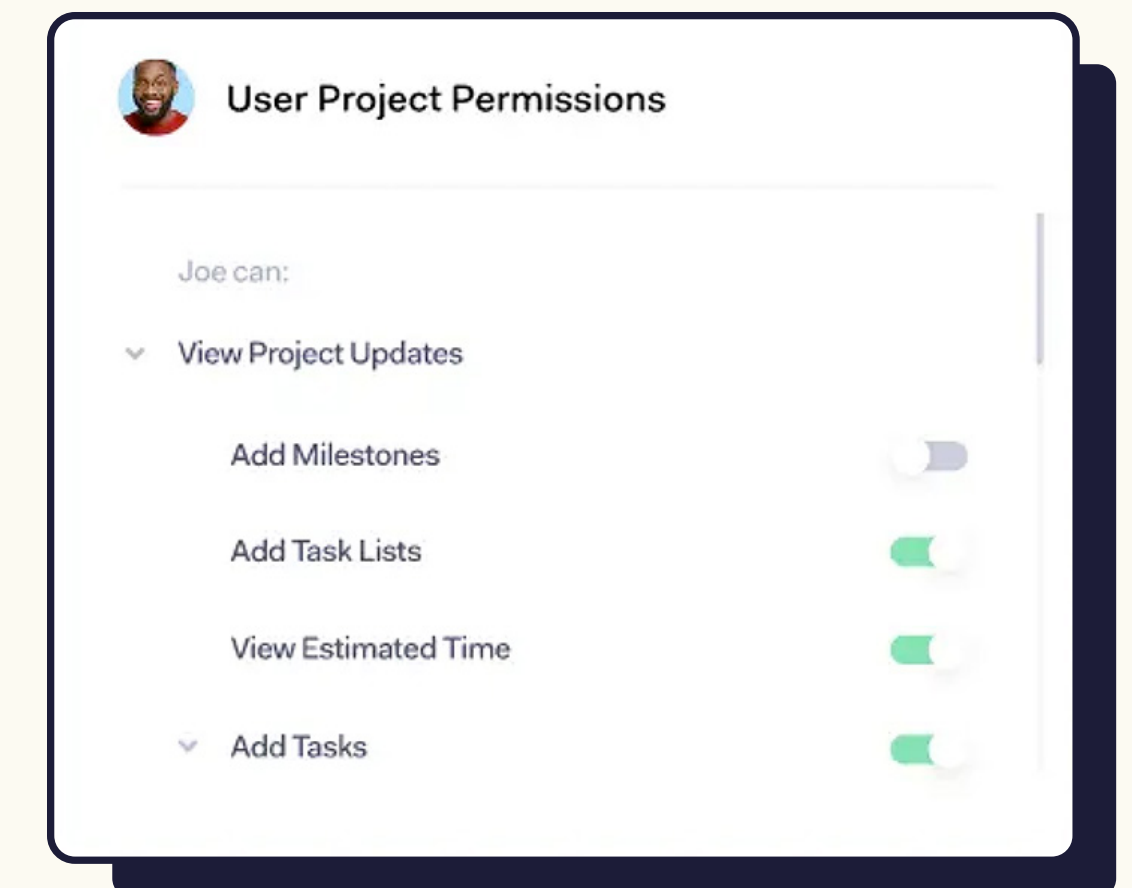 User Project Permissions
Joe can:
View Project Updates
Add Milestones
Add Task Lists
View Estimated Time
Add Tasks